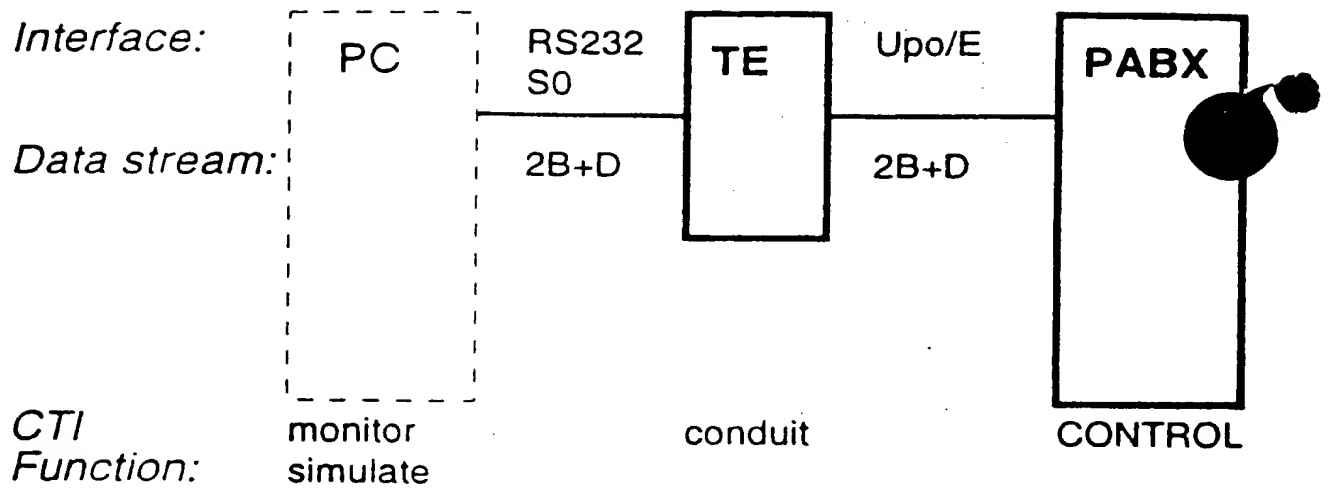 Interface:
PC
RS232
S0
TE
Upo/E
PABX
Data stream:
2B+D
2B+D
CTI
Function:
monitor
simulate
conduit
CONTROL